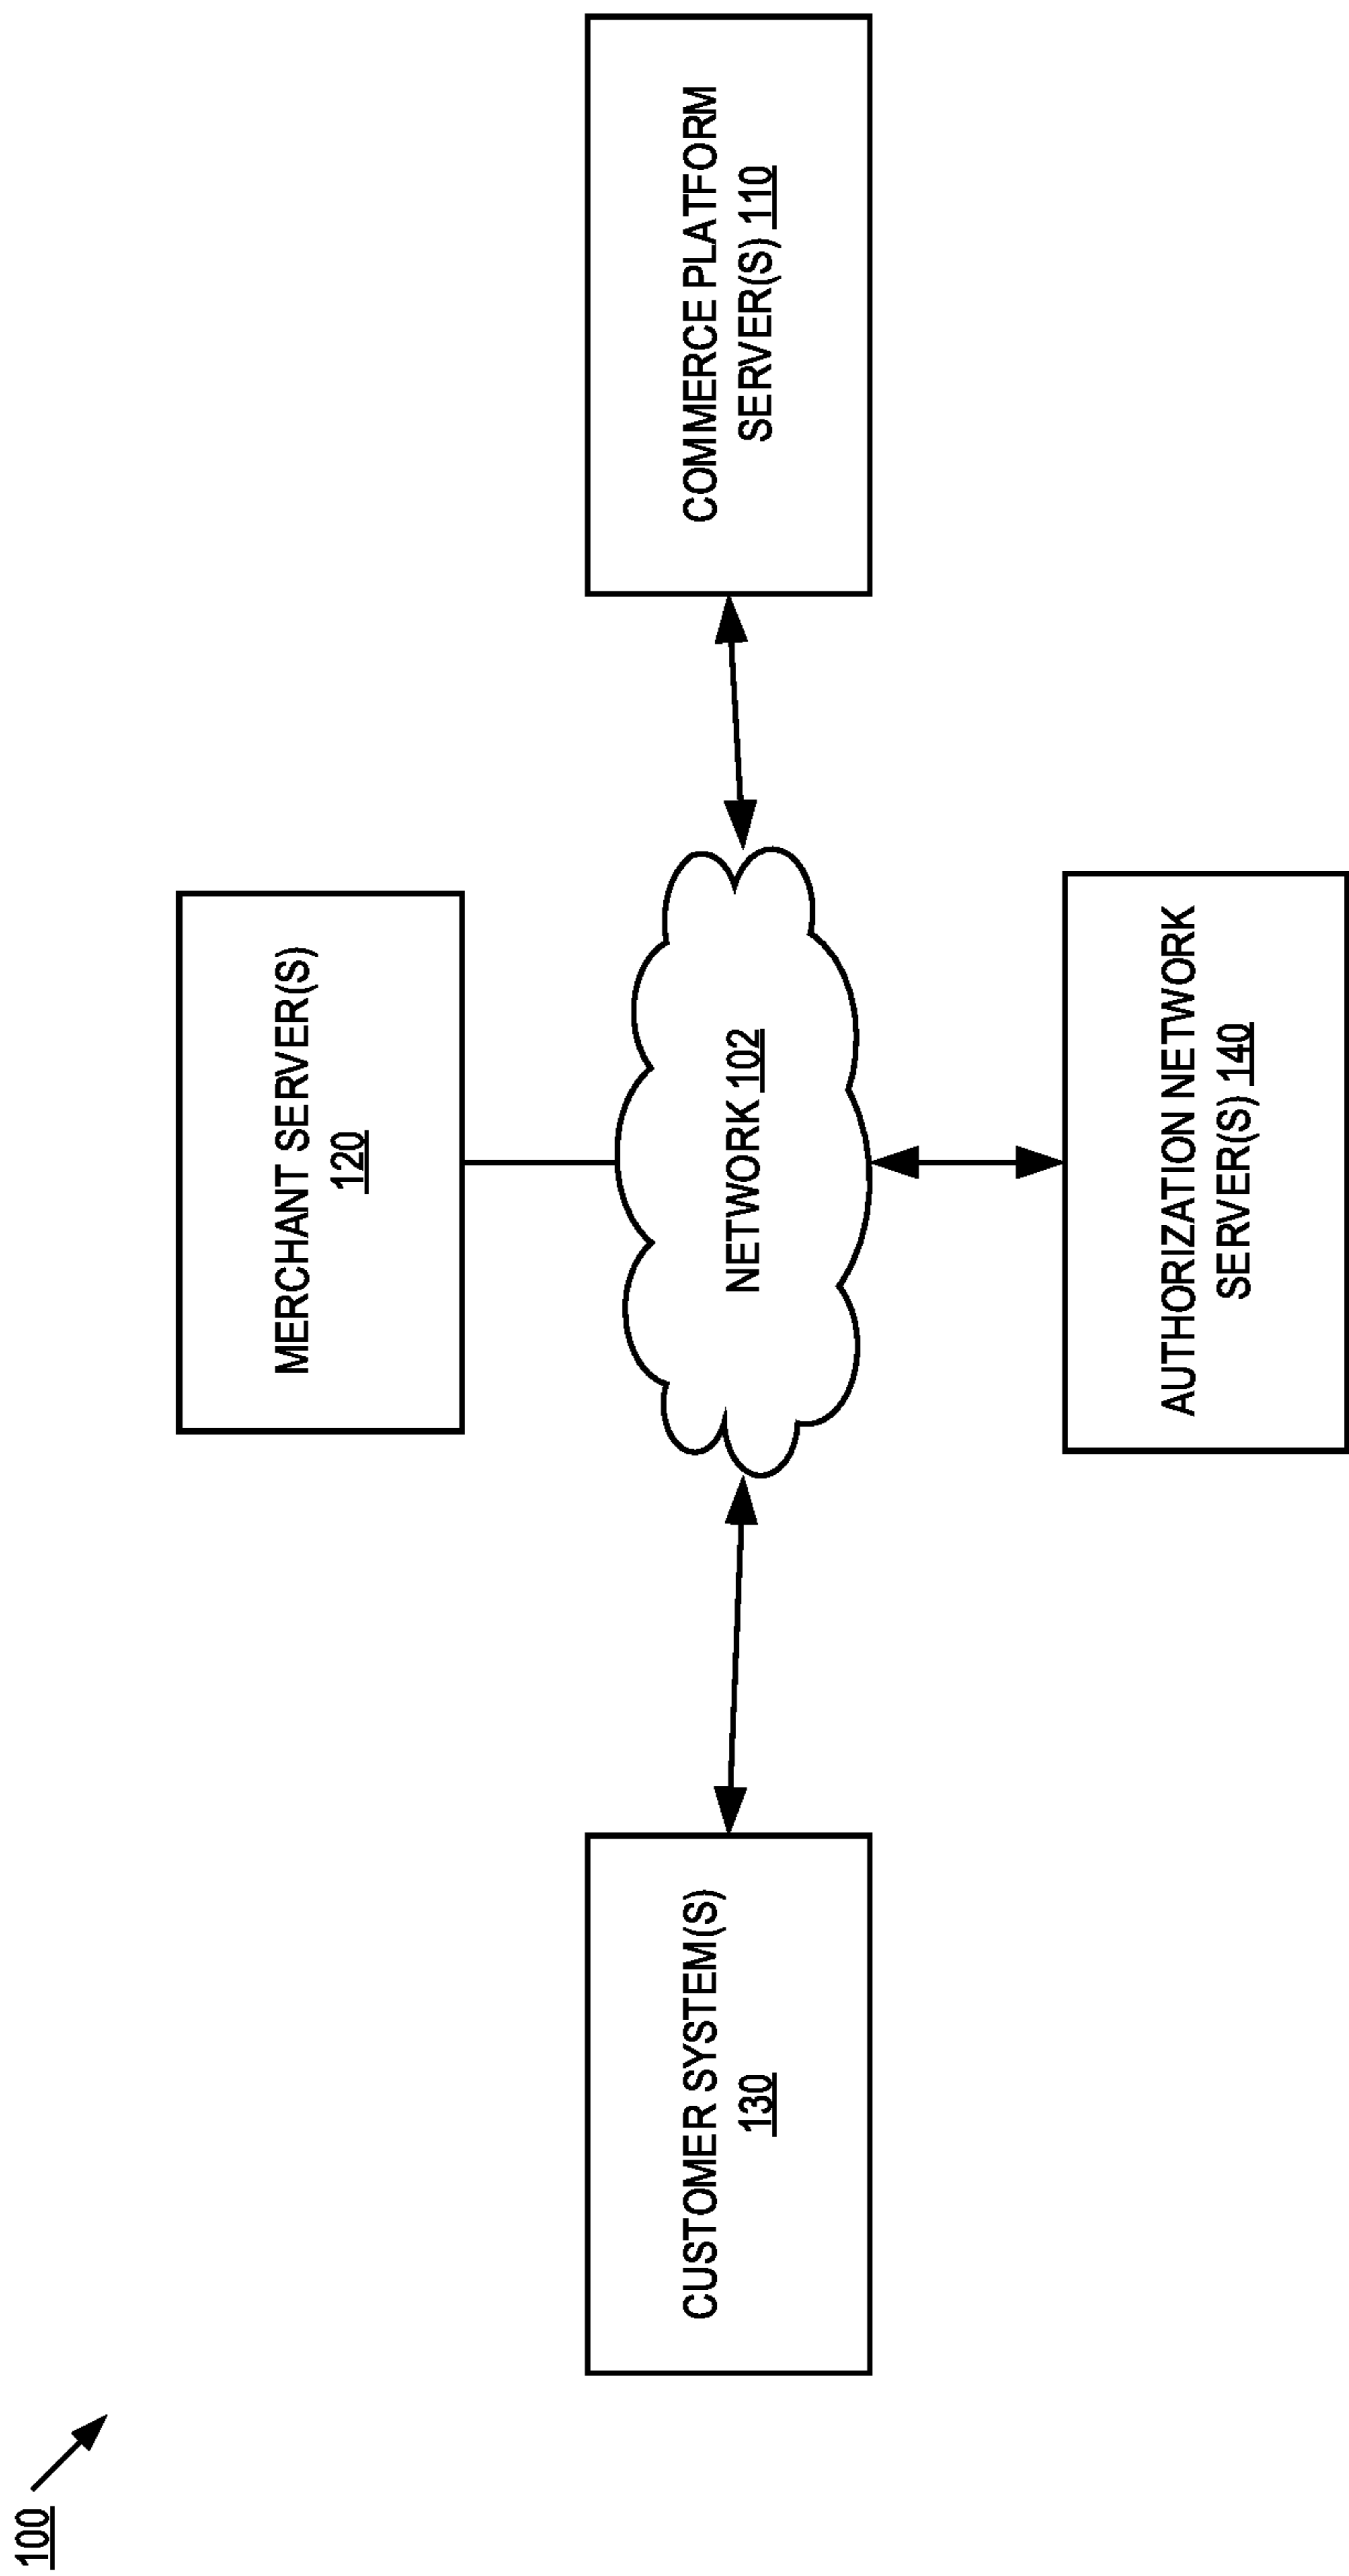 100
MERCHANT SERVER(S)
120
CUSTOMER SYSTEM(S)
130
NETWORK 102
COMMERCE PLATFORM
SERVER(S) 110
AUTHORIZATION NETWORK
SERVER(S) 140